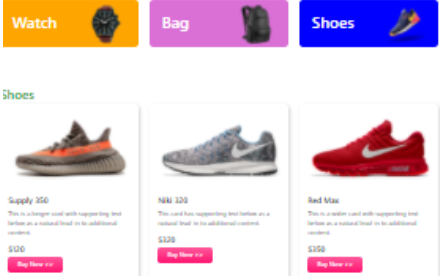 Watch
Bag
Shoes
Shoes
Supply 350
This is a longer card with supporting text
below as a natural lead-in to additional
content.
$120
Buy Now >>
Niki 320
This card has supporting text below as a
natural lead-in to additional content.
$320
Buy Now >>
Red Max
This is a wider card with supporting text
below as a natural lead-in to additional
content.
$350
Buy Now >>